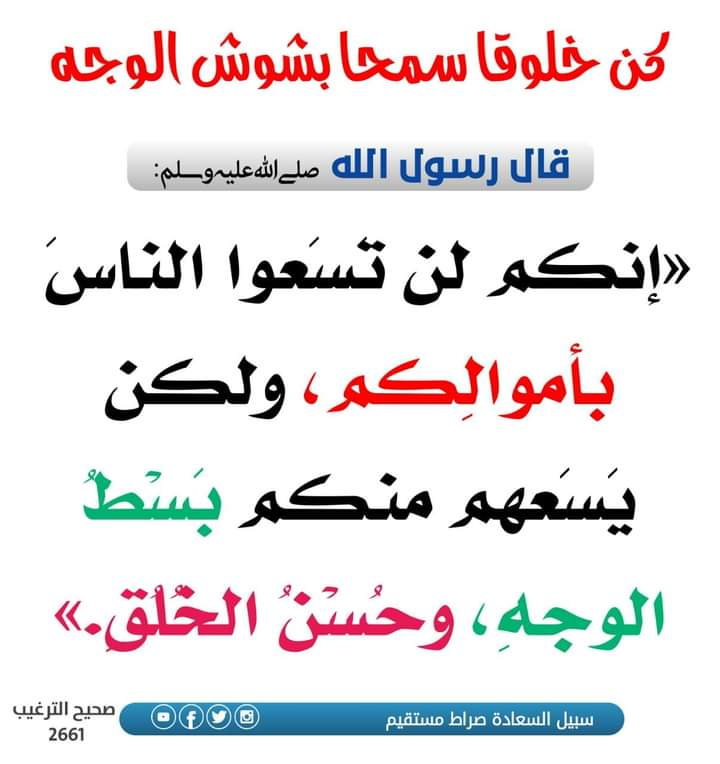 كن خلوقا سمحا بشوش الوجه
قال رسول الله صلى الله عليه وسلم:
«إنكم لن تسَعوا الناسَ
بأموالِكم، ولكن
يَسَعهم منكم بَسْطُ
الوجهِ، وحُسْنُ الخُلُقِ.»
سبيل السعادة صراط مستقيم
صحيح الترغيب
2661